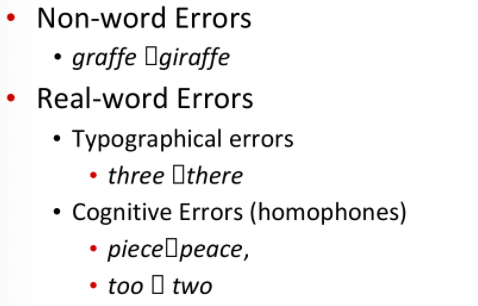 • Non-word Errors
• graffe ▯giraffe
• Real-word Errors
• Typographical errors
• three ▯there
• Cognitive Errors (homophones)
• piece▯peace,
• too ▯ two